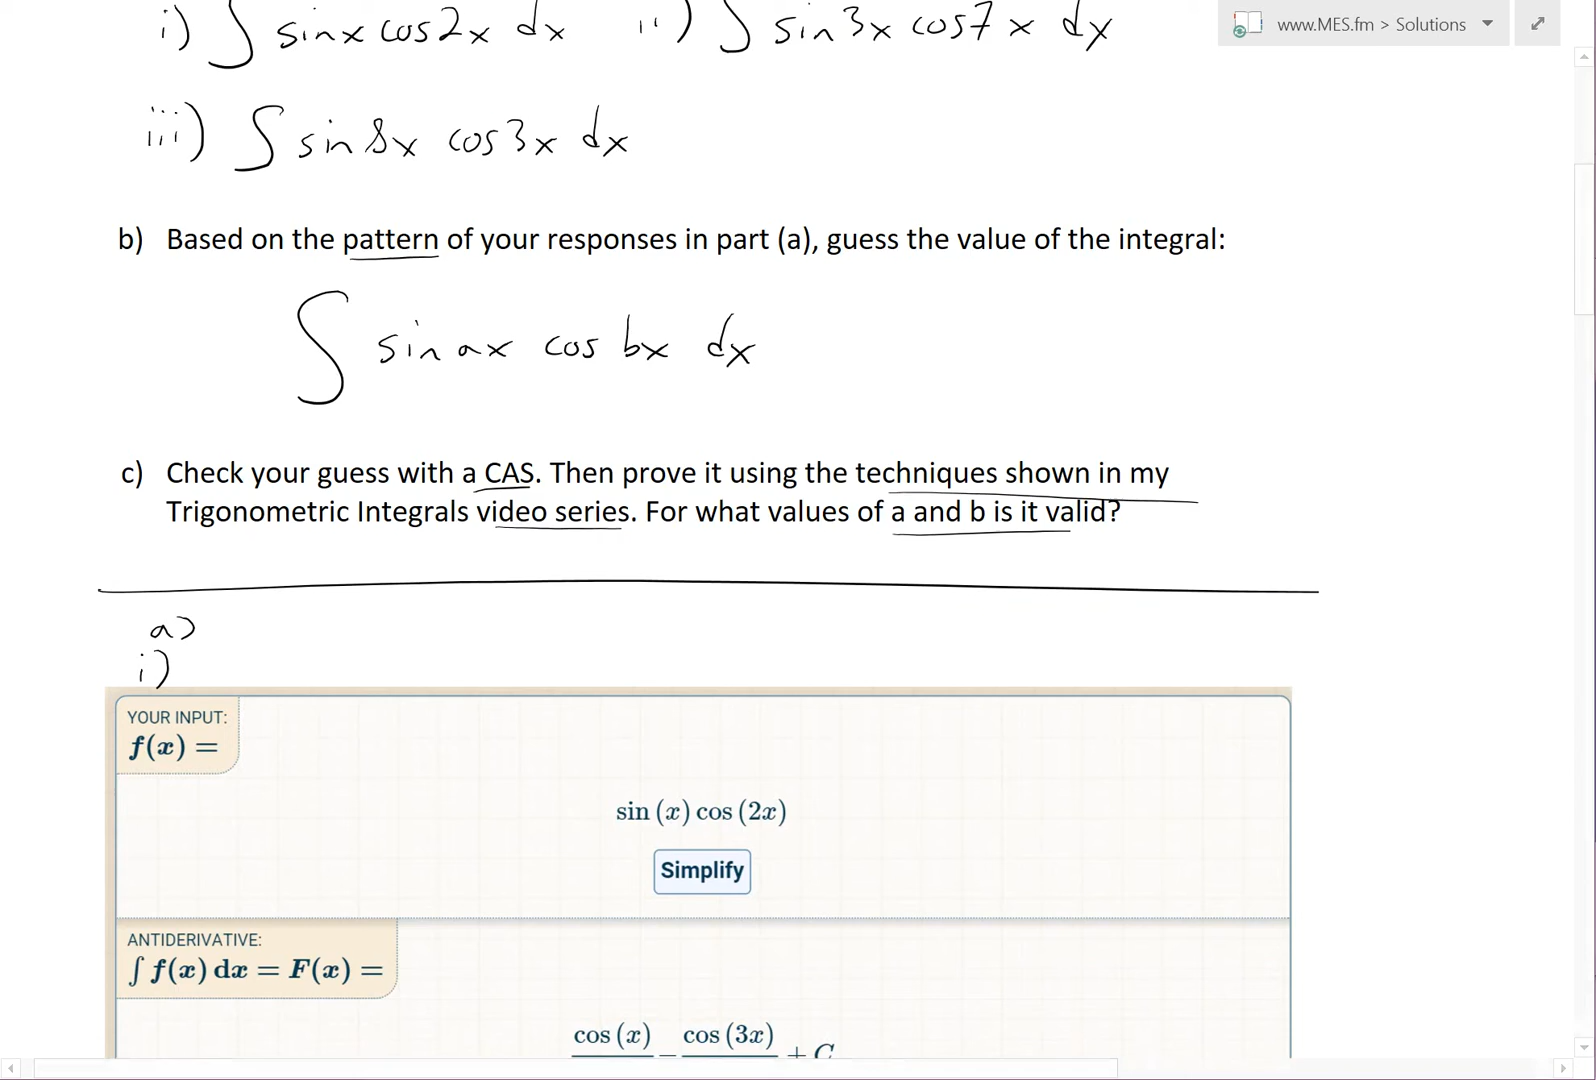 i) ∫ sinx cos2x dx   ii) ∫ sin3x cos7x dx
www.MES.fm > Solutions
iii) ∫ sin8x cos3x dx
b) Based on the pattern of your responses in part (a), guess the value of the integral:
∫ sin ax cos bx dx
c) Check your guess with a CAS. Then prove it using the techniques shown in my
Trigonometric Integrals video series. For what values of a and b is it valid?
a)
i)
YOUR INPUT:
f(x) =
sin (x) cos (2x)
Simplify
ANTIDERIVATIVE:
∫ f(x) dx = F(x) =
cos (x) − cos (3x) + C